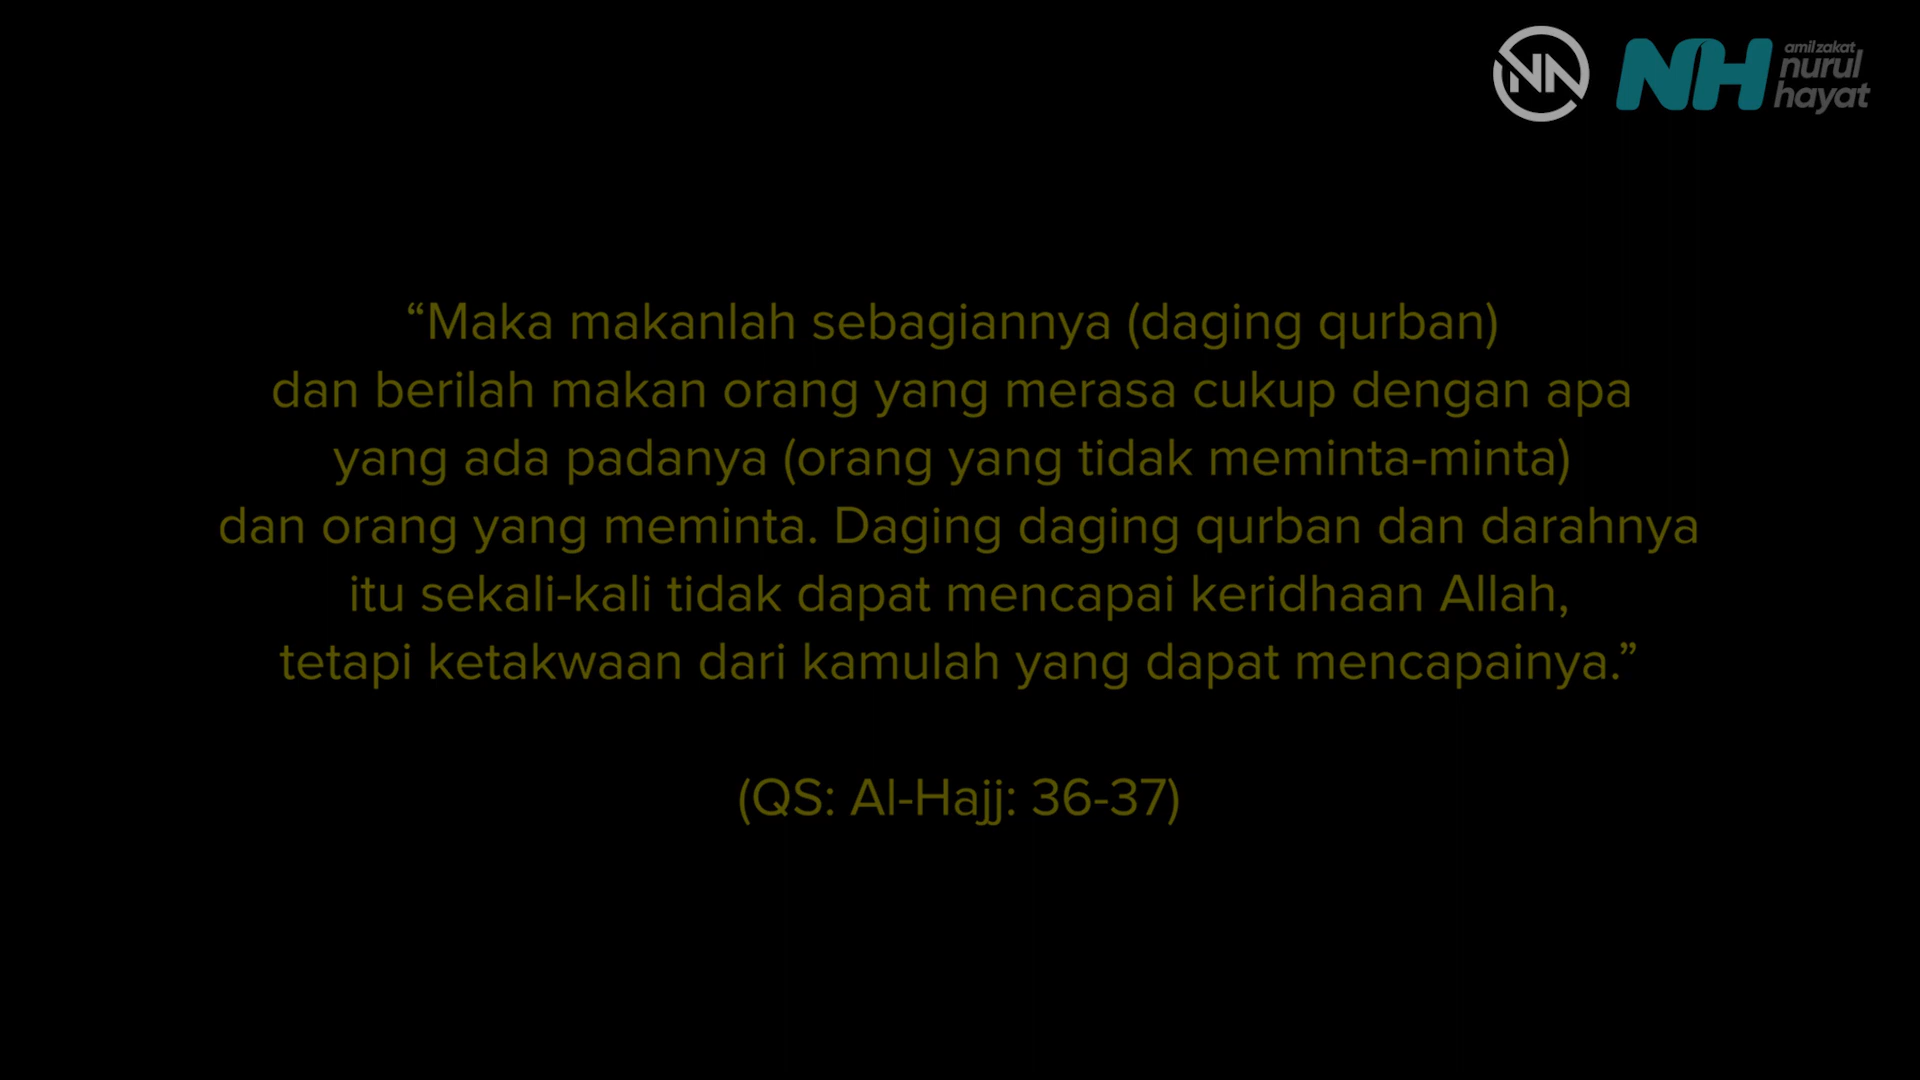 NN
NH
amil zakat
nurul
hayat
“Maka makanlah sebagiannya (daging qurban)
dan berilah makan orang yang merasa cukup dengan apa
yang ada padanya (orang yang tidak meminta-minta)
dan orang yang meminta. Daging daging qurban dan darahnya
itu sekali-kali tidak dapat mencapai keridhaan Allah,
tetapi ketakwaan dari kamulah yang dapat mencapainya.”
(QS: Al-Hajj: 36-37)